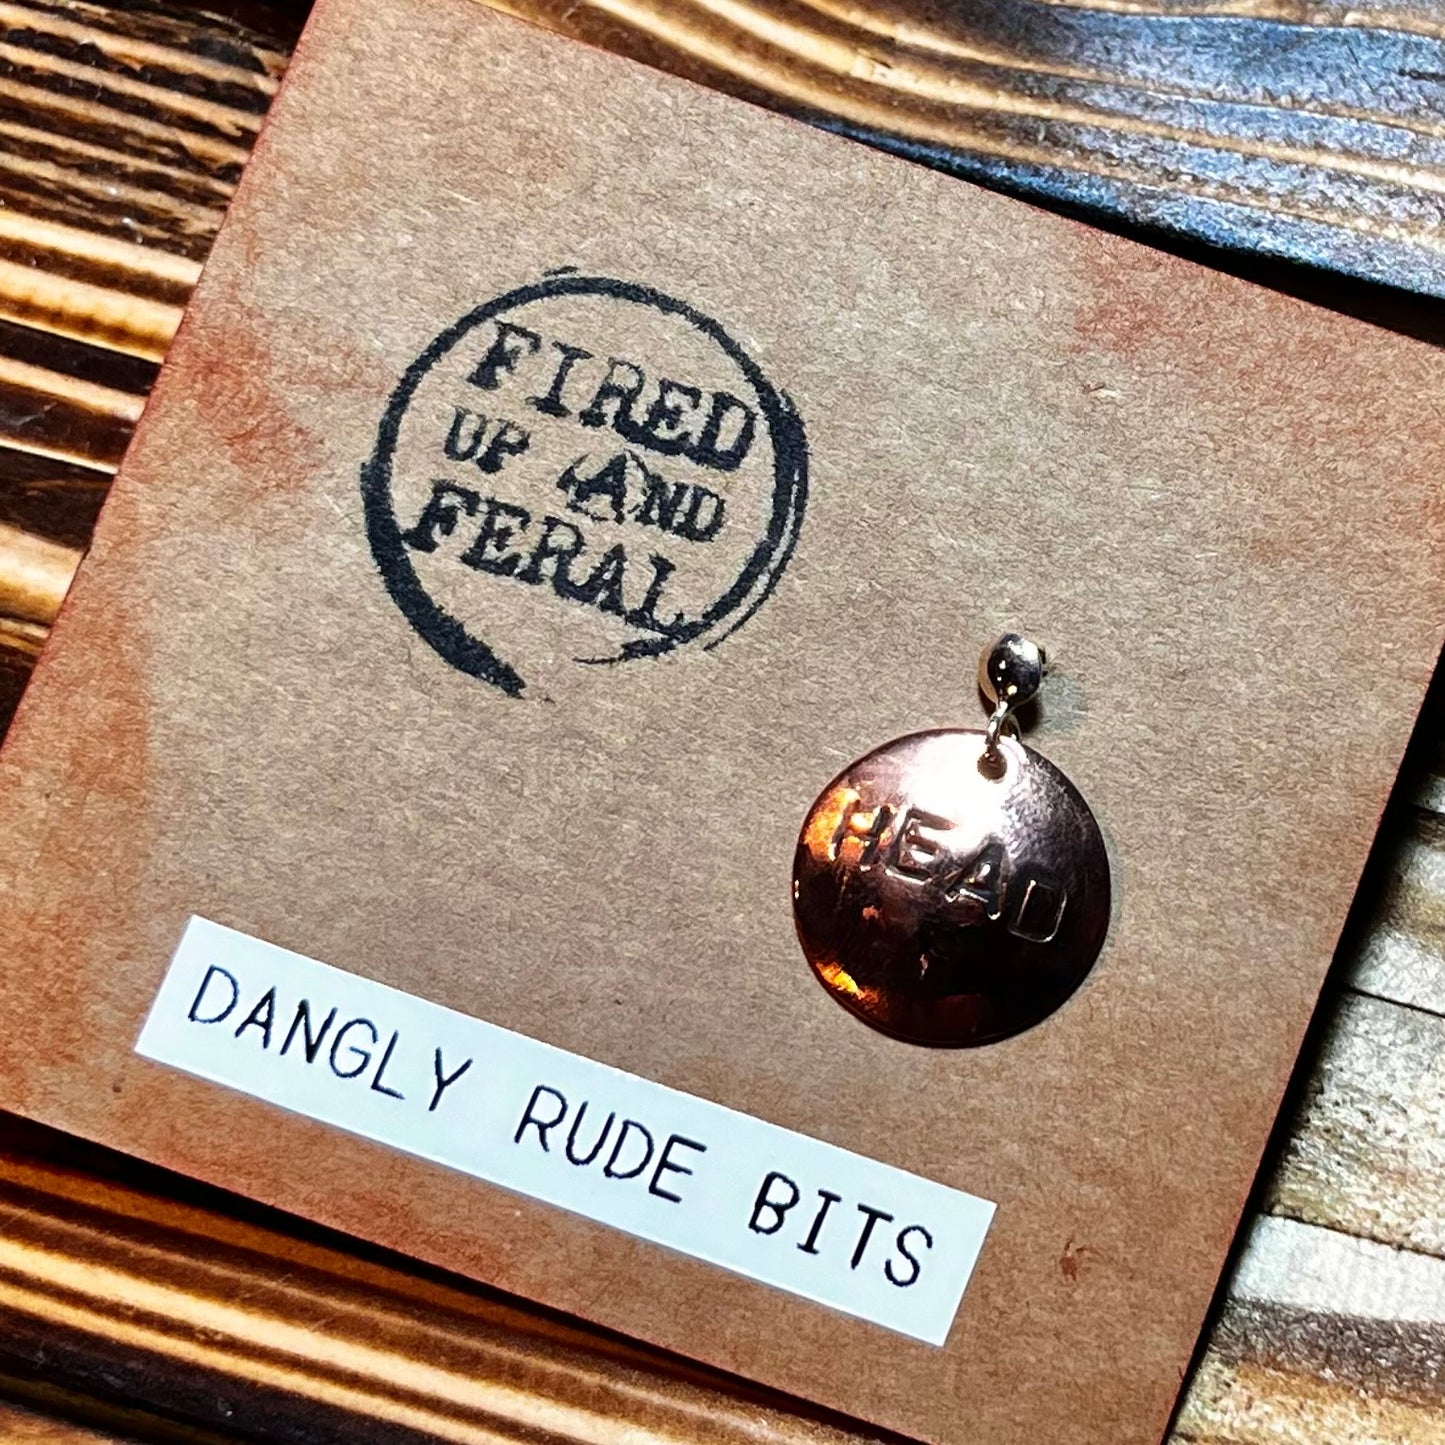 FIRED
UP AND
FERAL
HEAD
DANGLY RUDE BITS